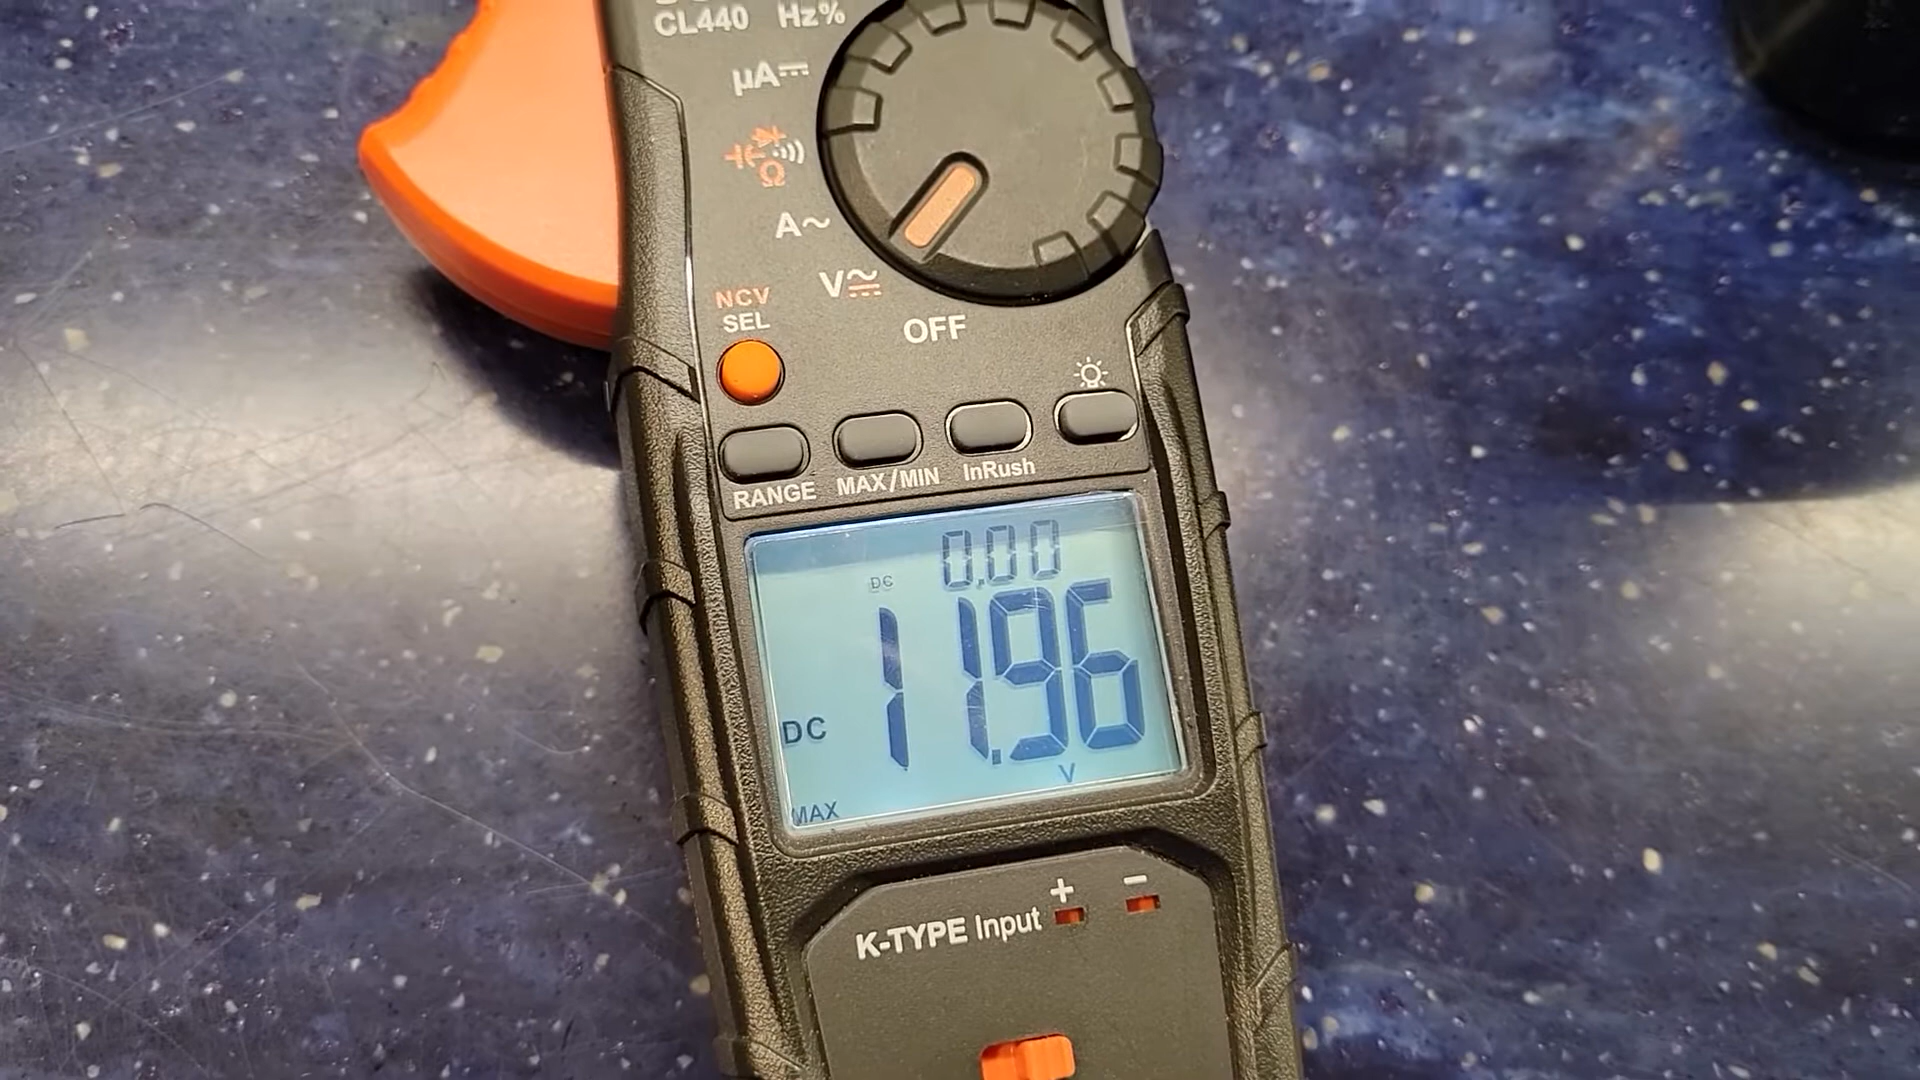 CL440 Hz%
µA
Ω
A~
V
NCV
SEL
OFF
RANGE MAX/MIN InRush
0.00
DC
11.96
DC
V
MAX
+ −
K-TYPE Input